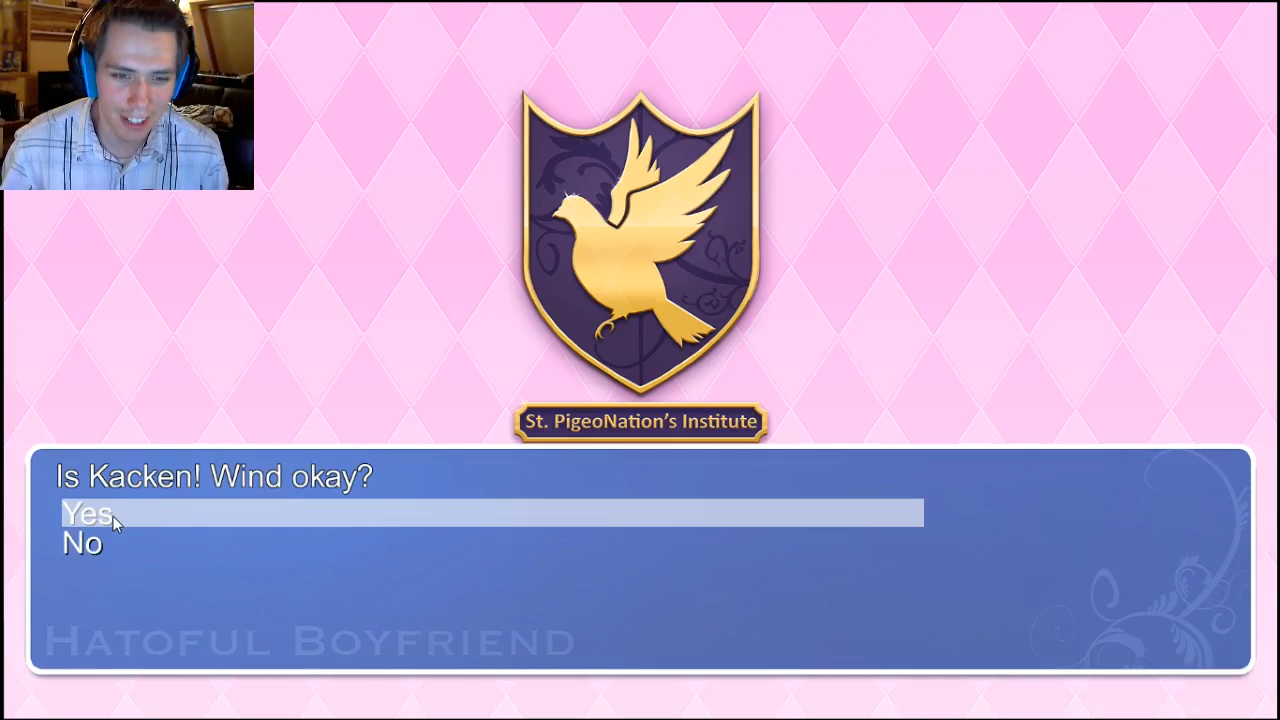 St. PigeoNation's Institute
Is Kacken! Wind okay?
Yes
No
HATOFUL BOYFRIEND